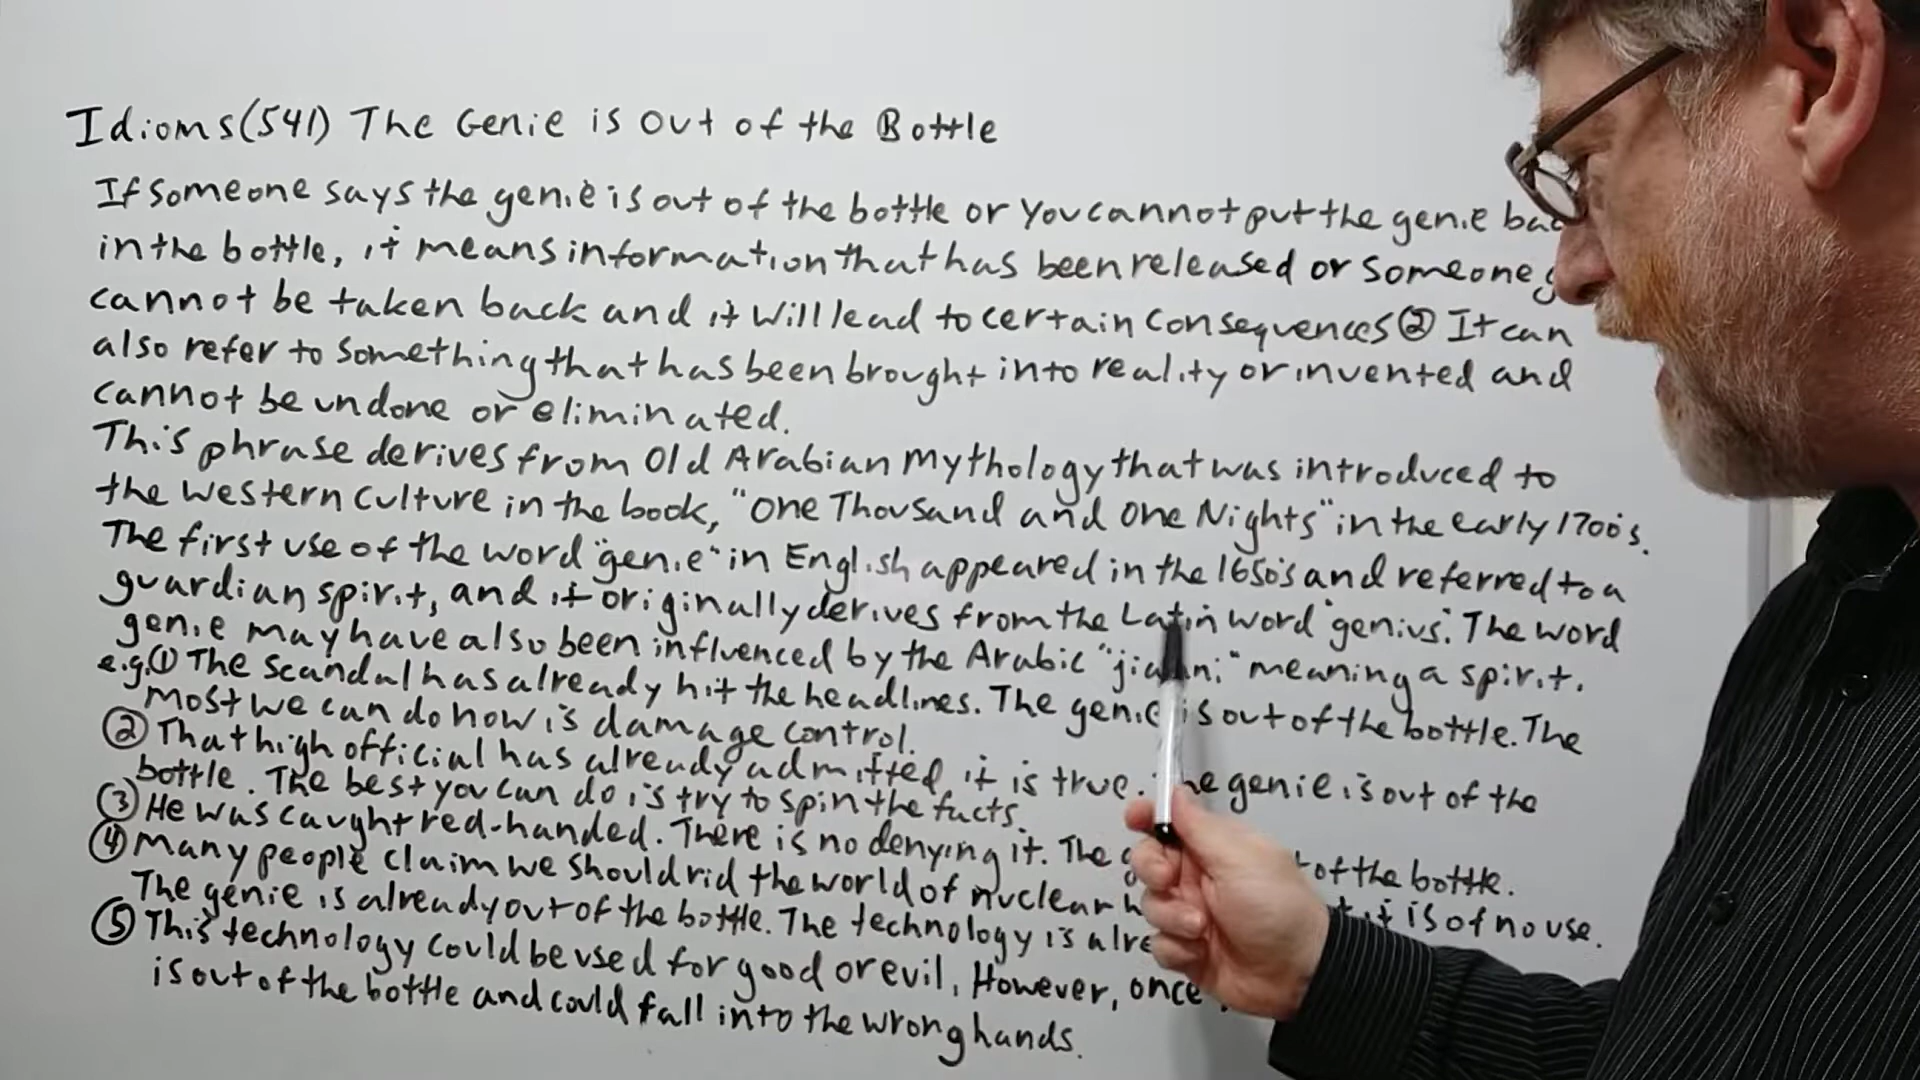 Idioms(541) The Genie is Out of the Bottle
If someone says the genie is out of the bottle or You cannot put the genie
in the bottle, it means information that has been released or someone
cannot be taken back and it will lead to certain consequences ② It can
also refer to something that has been brought into reality or invented and
cannot be undone or eliminated.
This phrase derives from Old Arabian Mythology that was introduced to
the Western Culture in the book, "One Thousand and One Nights" in the early 1700's.
The first use of the word "genie" in English appeared in the 1650's and referred to a
guardian spirit, and it originally derives from the Latin word "genius". The word
genie may have also been influenced by the Arabic meaning a spirit.
e.g. ① The scandal has already hit the headlines. The genie is out of the bottle. The
most we can do now is damage control.
② That high official has already admitted it is true. genie is out of the
bottle. The best you can do is try to spin the facts.
③ He was caught red-handed. There is no denying it. The of the bottle.
④ Many people claim we should rid the world of nuclear it is of no use.
The genie is already out of the bottle. The technology is
⑤ This technology could be used for good or evil. However, once
is out of the bottle and could fall into the wrong hands.